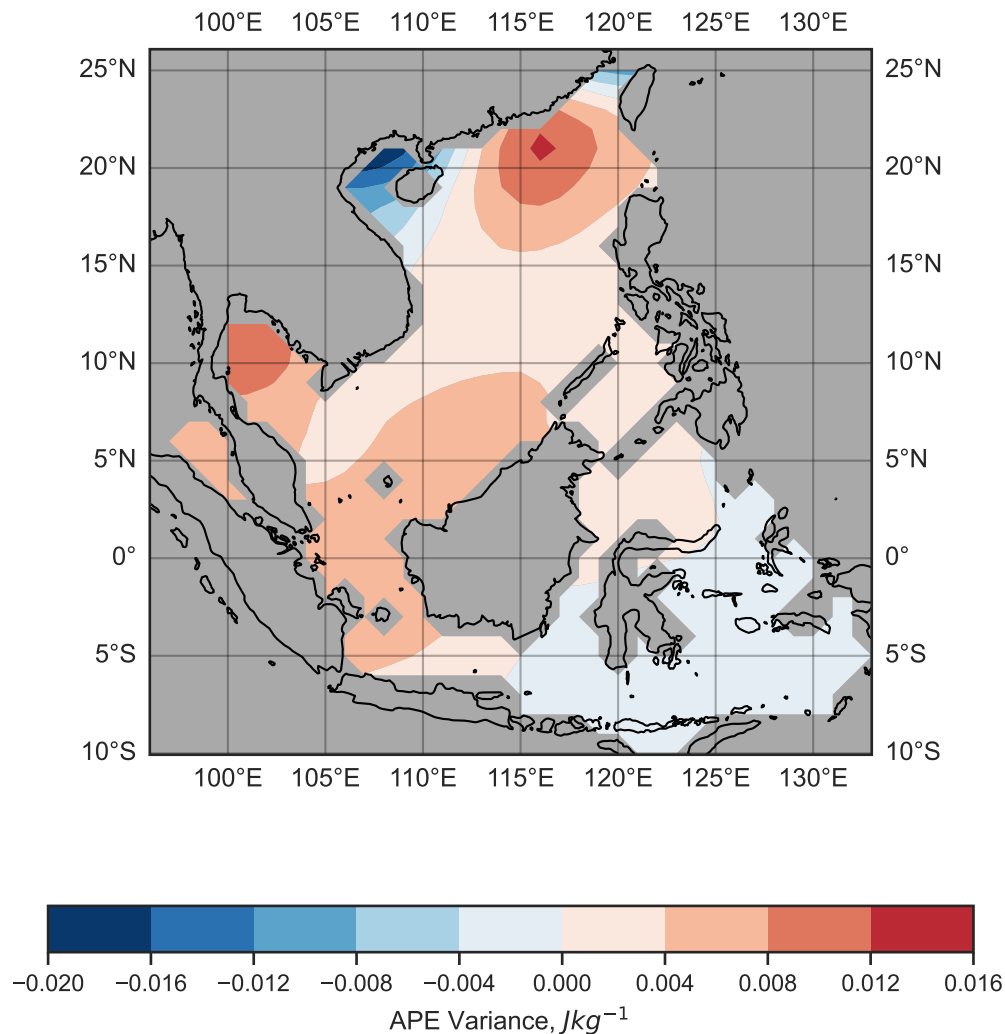 100°E 105°E 110°E 115°E 120°E 125°E 130°E
25°N 25°N
20°N 20°N
15°N 15°N
10°N 10°N
5°N 5°N
0° 0°
5°S 5°S
10°S 10°S
100°E 105°E 110°E 115°E 120°E 125°E 130°E
−0.020 −0.016 −0.012 −0.008 −0.004 0.000 0.004 0.008 0.012 0.016
APE Variance, Jkg⁻¹